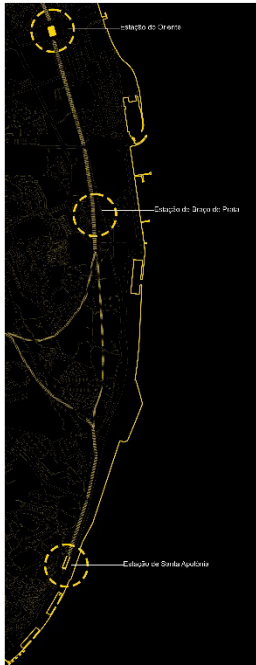 Estação do Oriente
Estação de Braço de Prata
Estação de Santa Apolónia